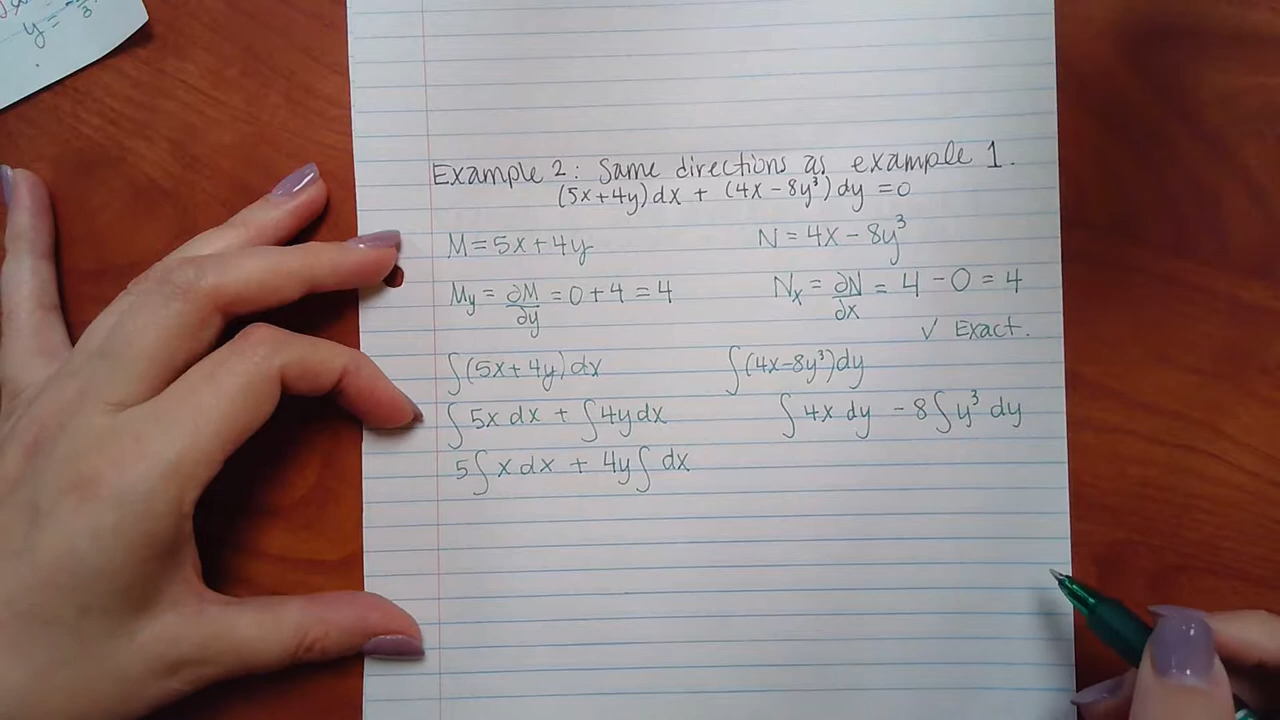 y = -
3
Example 2: Same directions as example 1.
(5x+4y)dx + (4x-8y³)dy = 0
M = 5x+4y N = 4x - 8y³
My = ∂M/∂y = 0+4 = 4 Nx = ∂N/∂x = 4 - 0 = 4
✓ Exact.
∫(5x+4y)dx ∫(4x-8y³)dy
∫5x dx + ∫4y dx ∫4x dy - 8∫y³ dy
5∫x dx + 4y∫dx